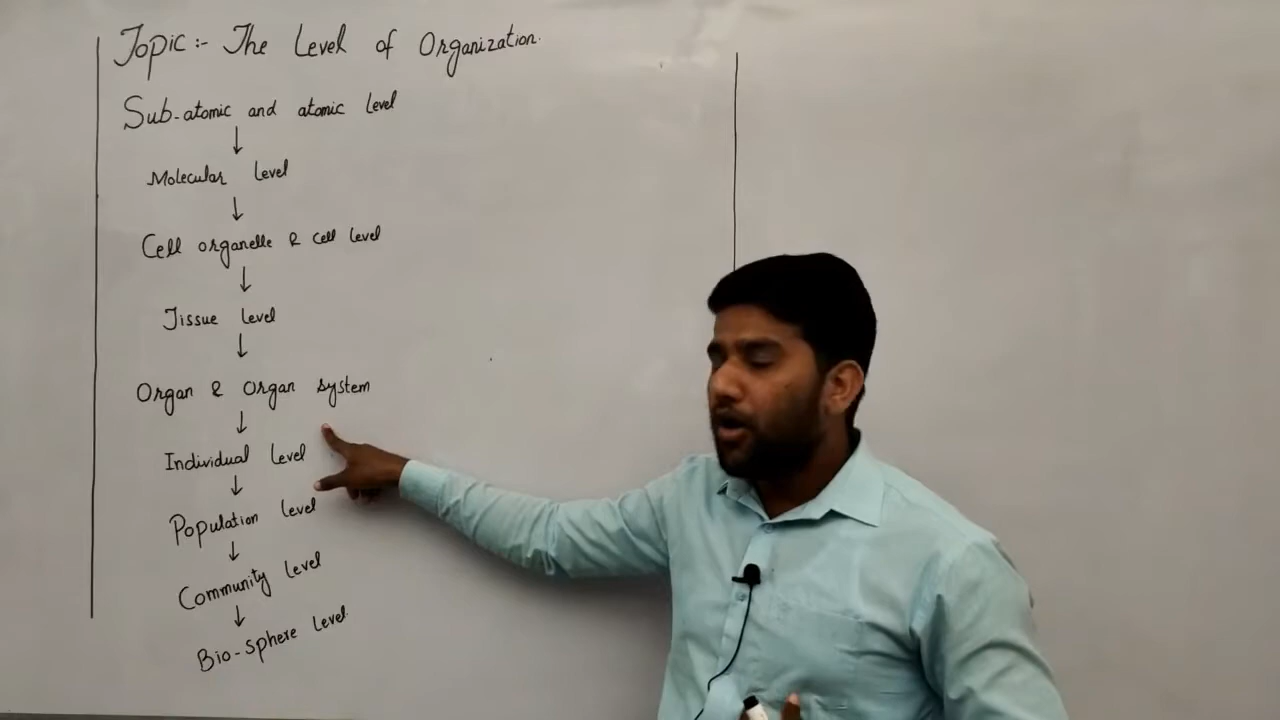 Topic:- The Level of Organization.
Sub-atomic and atomic Level
↓
Molecular Level
↓
Cell organelle & cell Level
↓
Tissue Level
↓
Organ & Organ system
↓
Individual Level
↓
Population Level
↓
Community Level
↓
Bio-sphere Level